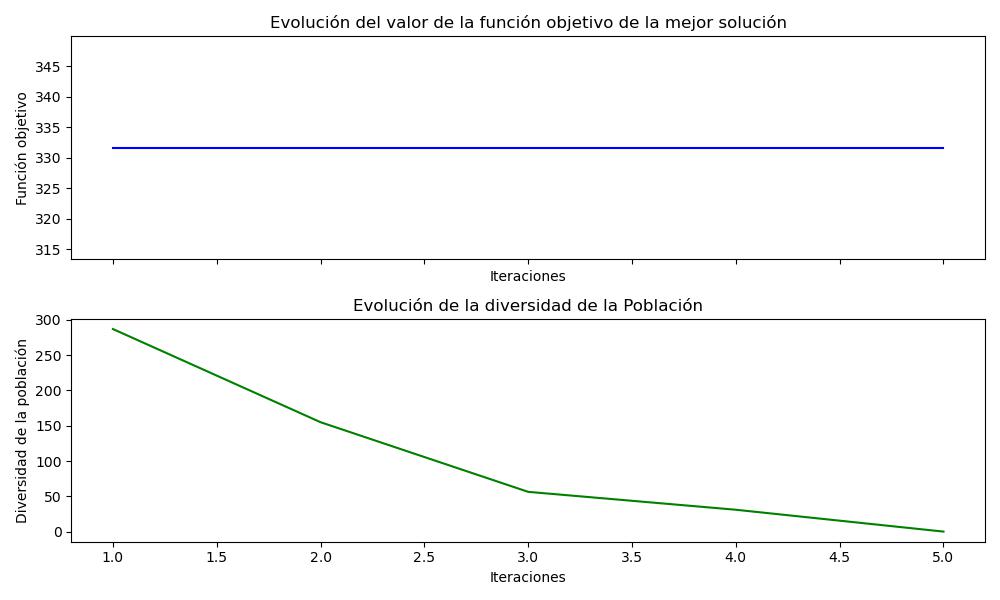 Evolución del valor de la función objetivo de la mejor solución
Función objetivo
345
340
335
330
325
320
315
Iteraciones
Evolución de la diversidad de la Población
Diversidad de la población
300
250
200
150
100
50
0
1.0 1.5 2.0 2.5 3.0 3.5 4.0 4.5 5.0
Iteraciones